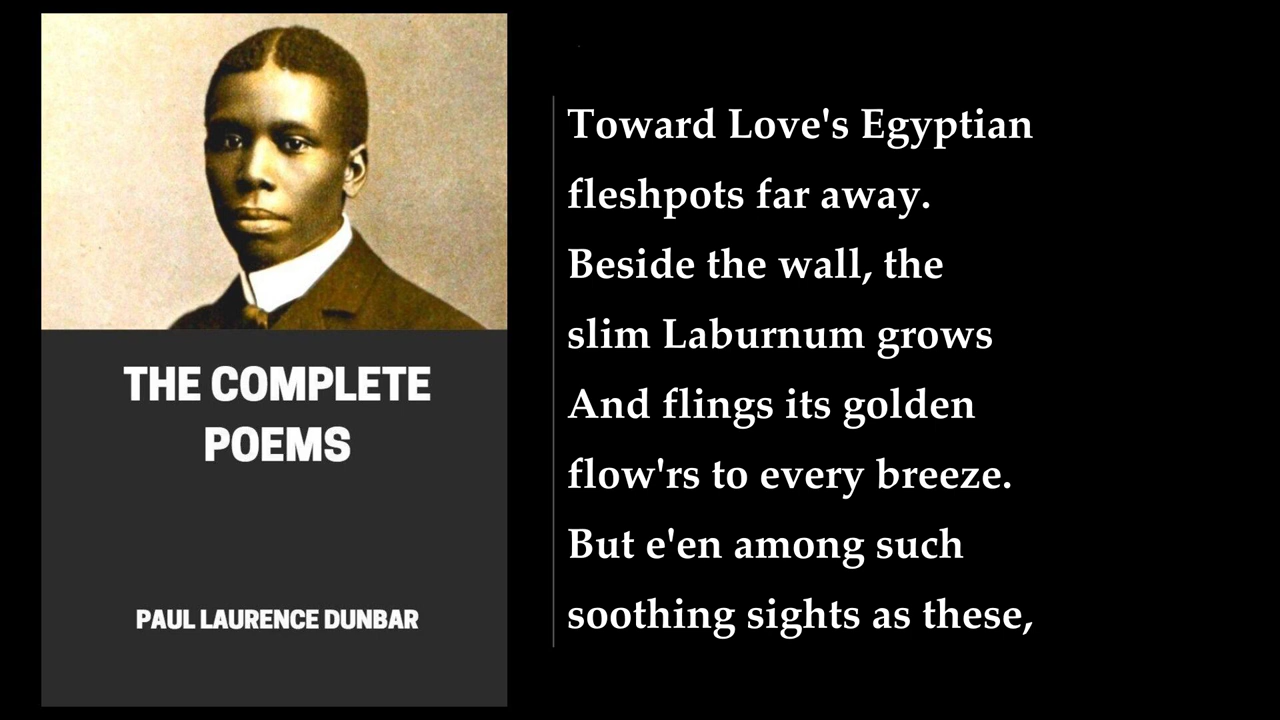 THE COMPLETE
POEMS
PAUL LAURENCE DUNBAR
Toward Love's Egyptian
fleshpots far away.
Beside the wall, the
slim Laburnum grows
And flings its golden
flow'rs to every breeze.
But e'en among such
soothing sights as these,